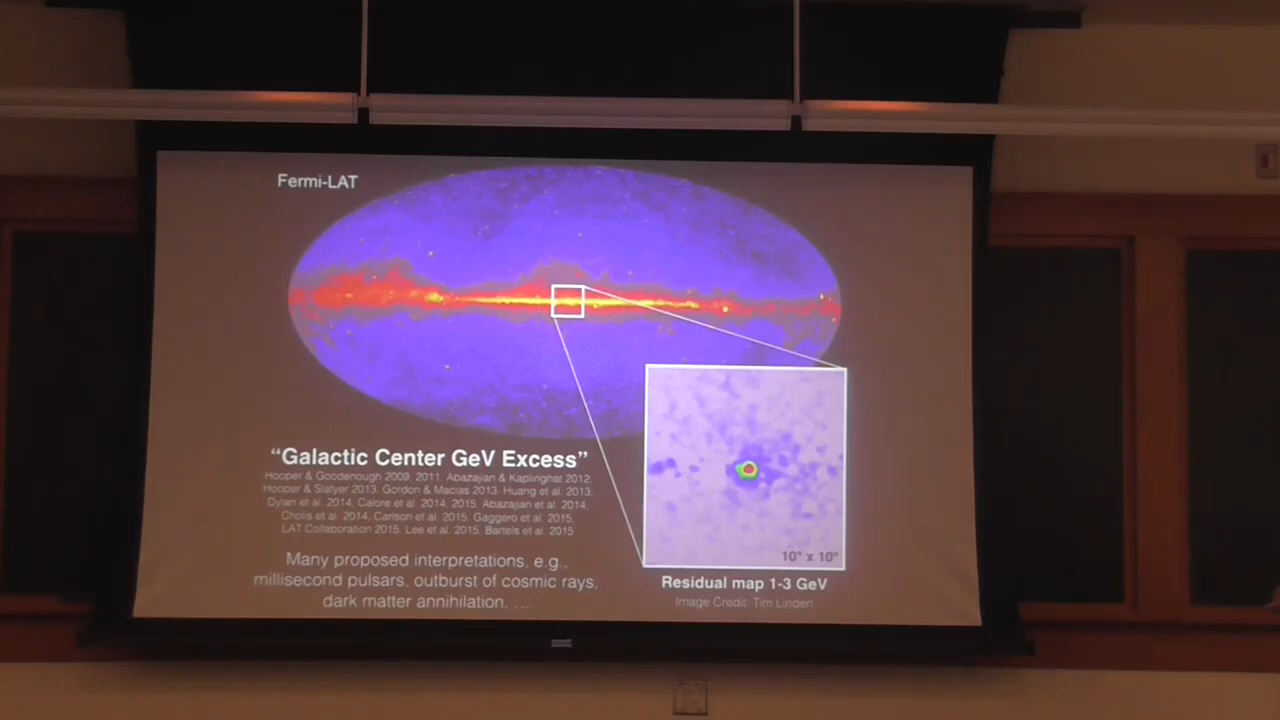 Fermi-LAT
“Galactic Center GeV Excess”
Hooper & Goodenough 2009, 2011, Abazajian & Kaplinghat 2012,
Hooper & Slatyer 2013, Gordon & Macias 2013, Huang et al. 2013,
Dylan et al. 2014, Calore et al. 2014, 2015, Abazajian et al. 2014,
Cholis et al. 2014, Carlson et al. 2015, Gaggero et al. 2015,
LAT Collaboration 2015, Lee et al. 2015, Bartels et al. 2015
Many proposed interpretations, e.g.,
millisecond pulsars, outburst of cosmic rays,
dark matter annihilation, ...
10° x 10°
Residual map 1-3 GeV
Image Credit: Tim Linden